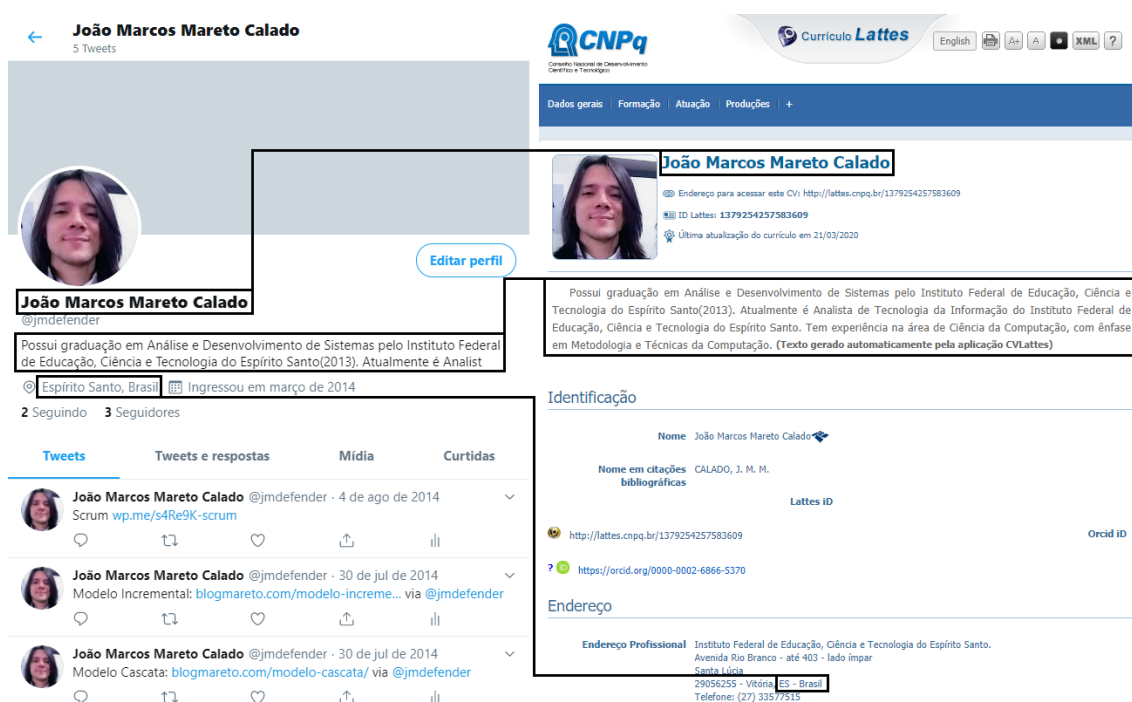 João Marcos Mareto Calado
5 Tweets
Editar perfil
João Marcos Mareto Calado
@jmdefender
Possui graduação em Análise e Desenvolvimento de Sistemas pelo Instituto Federal
de Educação, Ciência e Tecnologia do Espírito Santo(2013). Atualmente é Analist
Espírito Santo, Brasil Ingressou em março de 2014
2 Seguindo 3 Seguidores
Tweets Tweets e respostas Mídia Curtidas
João Marcos Mareto Calado @jmdefender · 4 de ago de 2014
Scrum wp.me/s4Re9K-scrum
João Marcos Mareto Calado @jmdefender · 30 de jul de 2014
Modelo Incremental: blogmareto.com/modelo-increme... via @jmdefender
João Marcos Mareto Calado @jmdefender · 30 de jul de 2014
Modelo Cascata: blogmareto.com/modelo-cascata/ via @jmdefender
CNPq
Conselho Nacional de Desenvolvimento
Científico e Tecnológico
Currículo Lattes
English A+ A XML ?
Dados gerais Formação Atuação Produções +
João Marcos Mareto Calado
Endereço para acessar este CV: http://lattes.cnpq.br/1379254257583609
ID Lattes: 1379254257583609
Última atualização do currículo em 21/03/2020
Possui graduação em Análise e Desenvolvimento de Sistemas pelo Instituto Federal de Educação, Ciência e
Tecnologia do Espírito Santo(2013). Atualmente é Analista de Tecnologia da Informação do Instituto Federal de
Educação, Ciência e Tecnologia do Espírito Santo. Tem experiência na área de Ciência da Computação, com ênfase
em Metodologia e Técnicas da Computação. (Texto gerado automaticamente pela aplicação CVLattes)
Identificação
Nome João Marcos Mareto Calado
Nome em citações CALADO, J. M. M.
bibliográficas
Lattes iD
http://lattes.cnpq.br/1379254257583609 Orcid iD
? iD https://orcid.org/0000-0002-6866-5370
Endereço
Endereço Profissional Instituto Federal de Educação, Ciência e Tecnologia do Espírito Santo.
Avenida Rio Branco - até 403 - lado ímpar
Santa Lúcia
29056255 - Vitória, ES - Brasil
Telefone: (27) 33577515